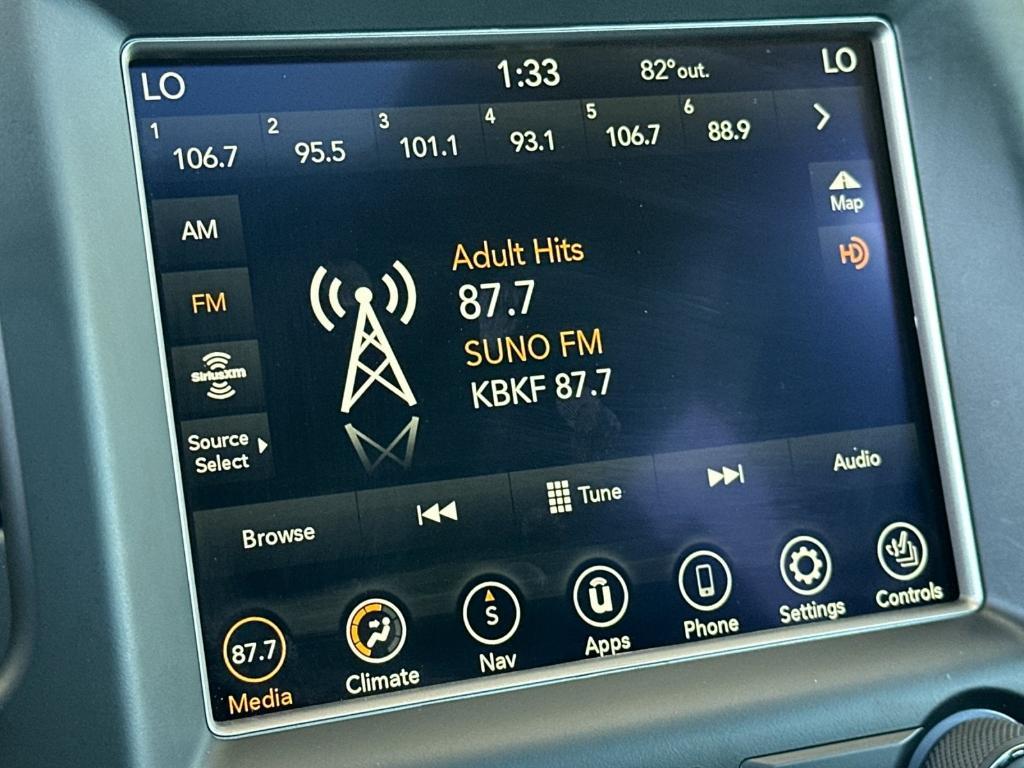 LO 1:33 82° out. LO
1 2 3 4 5 6
106.7 95.5 101.1 93.1 106.7 88.9
Map
HD
AM
FM
SiriusXM
Source
Select
Adult Hits
87.7
SUNO FM
KBKF 87.7
Browse Tune Audio
87.7 S ū
Media Climate Nav Apps Phone Settings Controls